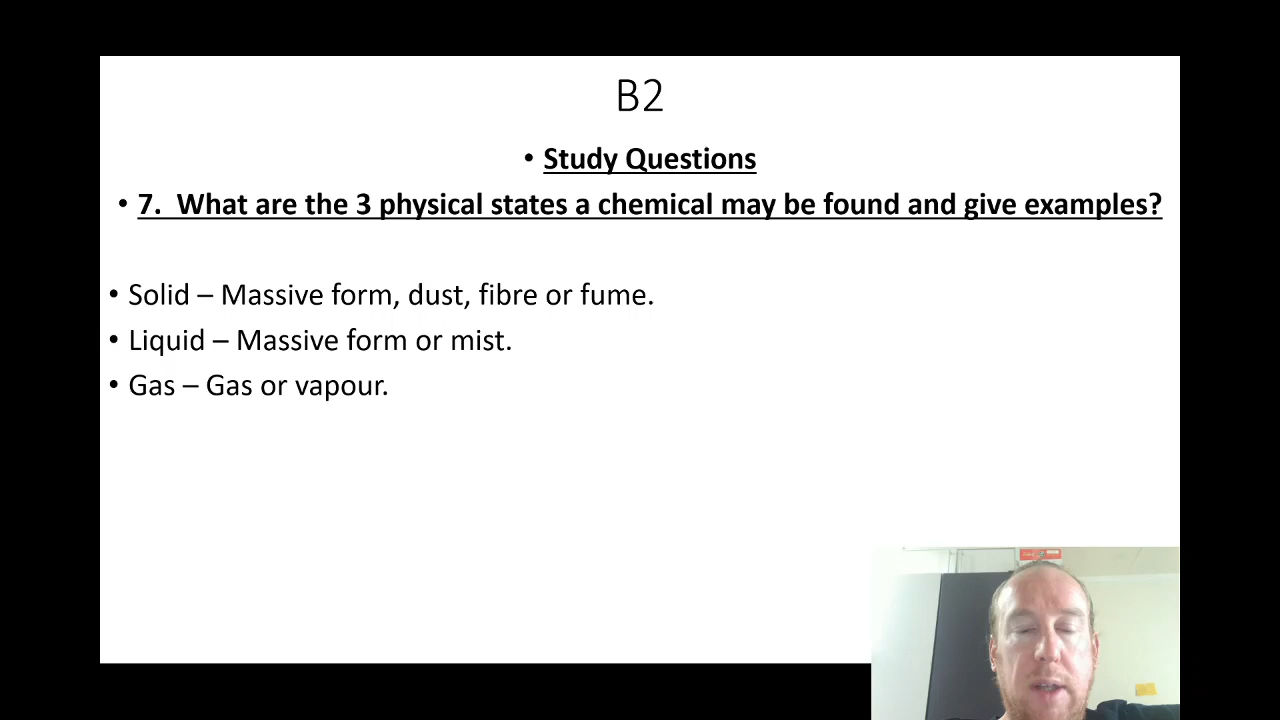 B2
• Study Questions
• 7. What are the 3 physical states a chemical may be found and give examples?
• Solid – Massive form, dust, fibre or fume.
• Liquid – Massive form or mist.
• Gas – Gas or vapour.